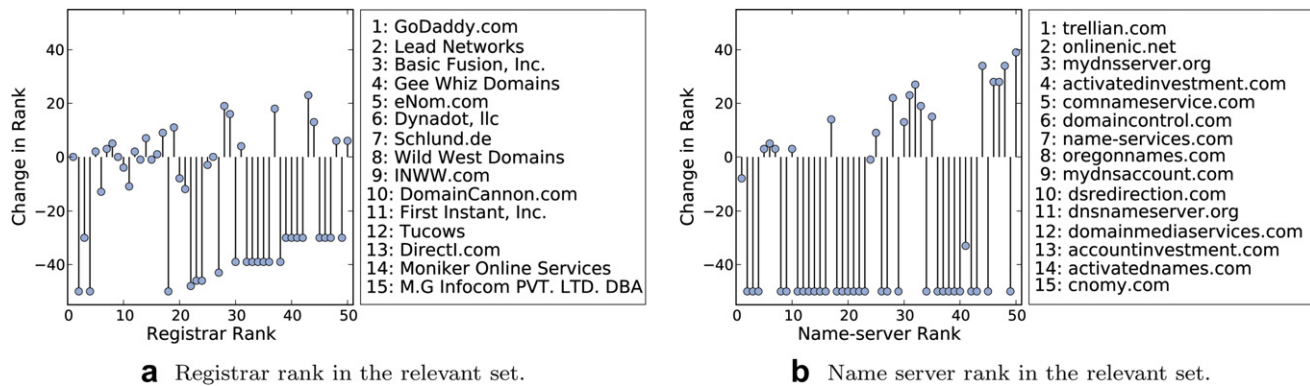 40
20
0
−20
−40
0
10
20
30
40
50
Change in Rank
Registrar Rank
1: GoDaddy.com
2: Lead Networks
3: Basic Fusion, Inc.
4: Gee Whiz Domains
5: eNom.com
6: Dynadot, llc
7: Schlund.de
8: Wild West Domains
9: INWW.com
10: DomainCannon.com
11: First Instant, Inc.
12: Tucows
13: DirectI.com
14: Moniker Online Services
15: M.G Infocom PVT. LTD. DBA
a Registrar rank in the relevant set.
40
20
0
−20
−40
0
10
20
30
40
50
Change in Rank
Name-server Rank
1: trellian.com
2: onlinenic.net
3: mydnsserver.org
4: activatedinvestment.com
5: comnameservice.com
6: domaincontrol.com
7: name-services.com
8: oregonnames.com
9: mydnsaccount.com
10: dsredirection.com
11: dnsnameserver.org
12: domainmediaservices.com
13: accountinvestment.com
14: activatednames.com
15: cnomy.com
b Name server rank in the relevant set.